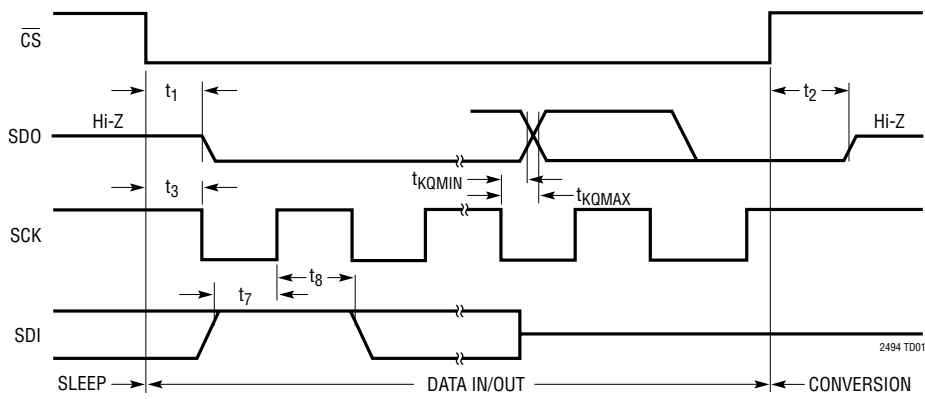 CS
t1
t2
Hi-Z
Hi-Z
SDO
tKQMIN
t3
tKQMAX
SCK
t8
t7
SDI
2494 TD01
SLEEP
DATA IN/OUT
CONVERSION